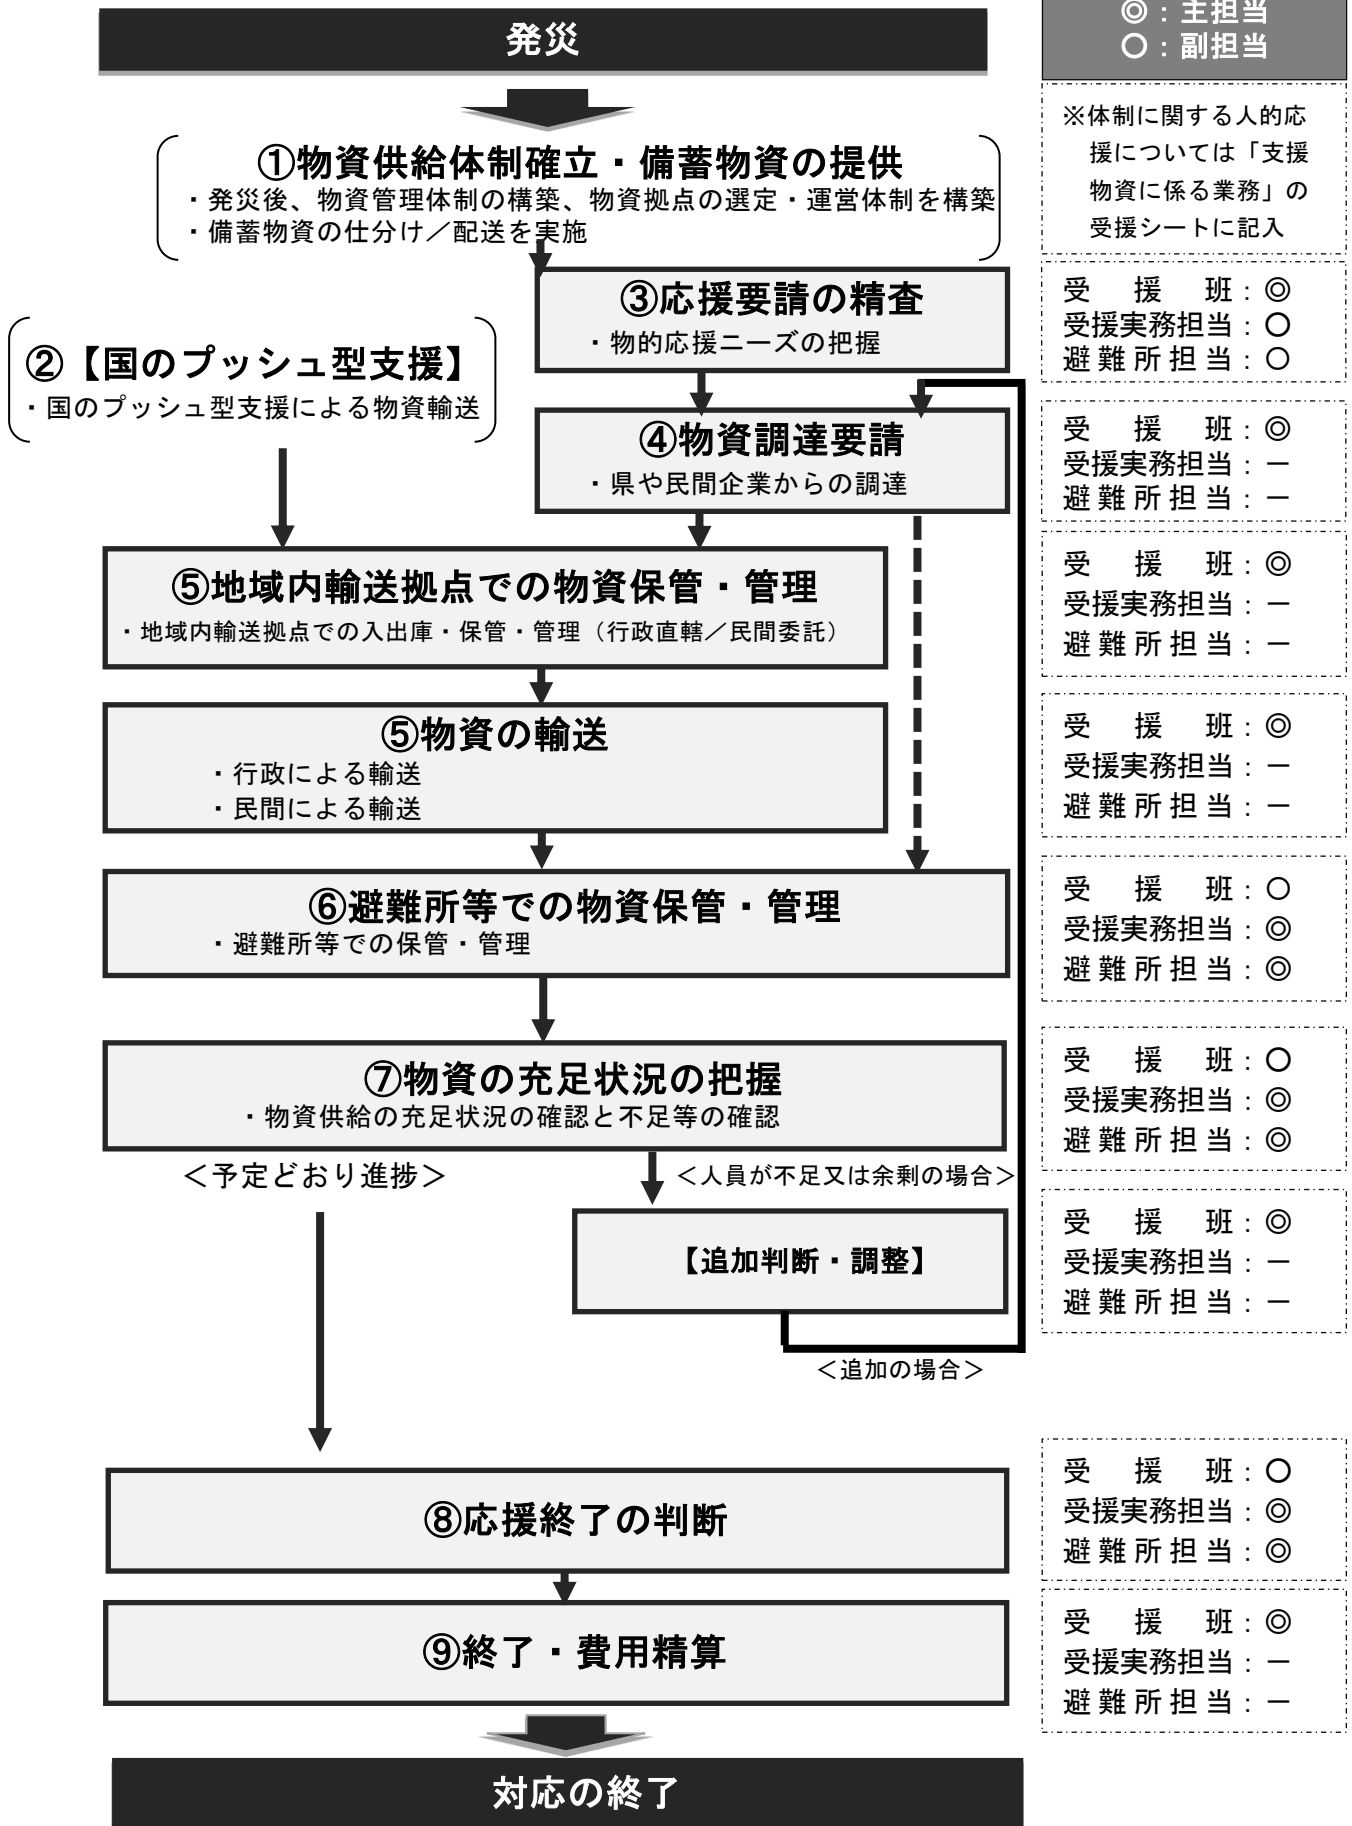 発災
◎：主担当
○：副担当
※体制に関する人的応
援については「支援
物資に係る業務」の
受援シートに記入
①物資供給体制確立・備蓄物資の提供
・発災後、物資管理体制の構築、物資拠点の選定・運営体制を構築
・備蓄物資の仕分け／配送を実施
②【国のプッシュ型支援】
・国のプッシュ型支援による物資輸送
③応援要請の精査
・物的応援ニーズの把握
受援班：◎
受援実務担当：○
避難所担当：○
④物資調達要請
・県や民間企業からの調達
受援班：◎
受援実務担当：－
避難所担当：－
⑤地域内輸送拠点での物資保管・管理
・地域内輸送拠点での入出庫・保管・管理（行政直轄／民間委託）
受援班：◎
受援実務担当：－
避難所担当：－
⑤物資の輸送
・行政による輸送
・民間による輸送
受援班：◎
受援実務担当：－
避難所担当：－
⑥避難所等での物資保管・管理
・避難所等での保管・管理
受援班：○
受援実務担当：◎
避難所担当：◎
⑦物資の充足状況の把握
・物資供給の充足状況の確認と不足等の確認
受援班：○
受援実務担当：◎
避難所担当：◎
＜予定どおり進捗＞
＜人員が不足又は余剰の場合＞
【追加判断・調整】
受援班：◎
受援実務担当：－
避難所担当：－
＜追加の場合＞
⑧応援終了の判断
受援班：○
受援実務担当：◎
避難所担当：◎
⑨終了・費用精算
受援班：◎
受援実務担当：－
避難所担当：－
対応の終了